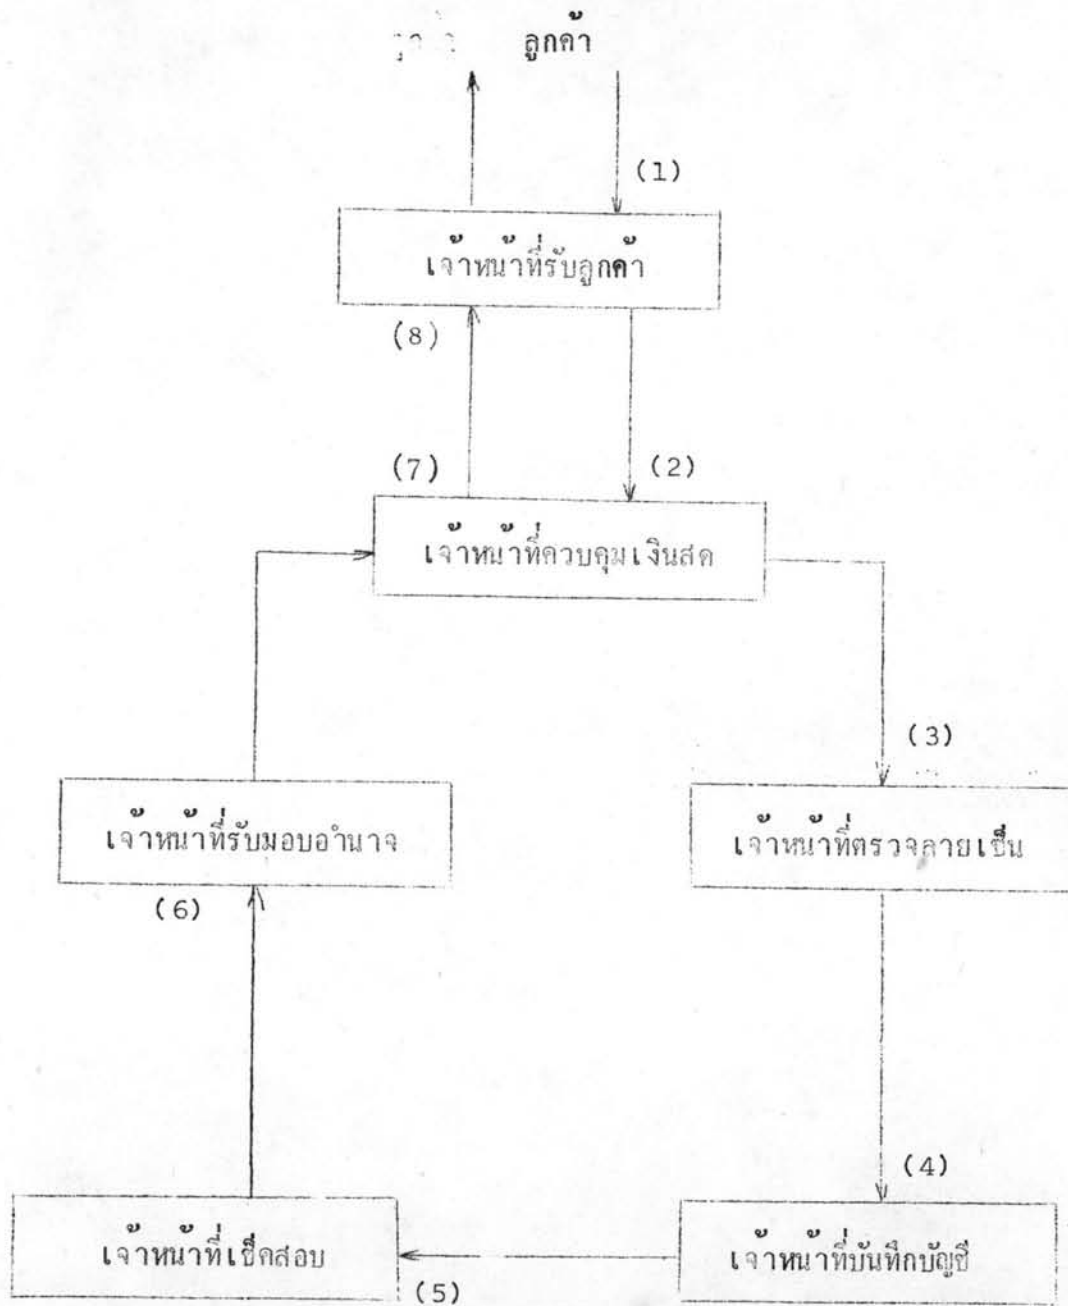 ลูกค้า
(1)
เจ้าหน้าที่รับลูกค้า
(8)
(7)
(2)
เจ้าหน้าที่ควบคุมเงินสด
(3)
เจ้าหน้าที่รับมอบอำนาจ
เจ้าหน้าที่ตรวจลายเซ็น
(6)
(4)
เจ้าหน้าที่เช็คสอบ
เจ้าหน้าที่บันทึกบัญชี
(5)